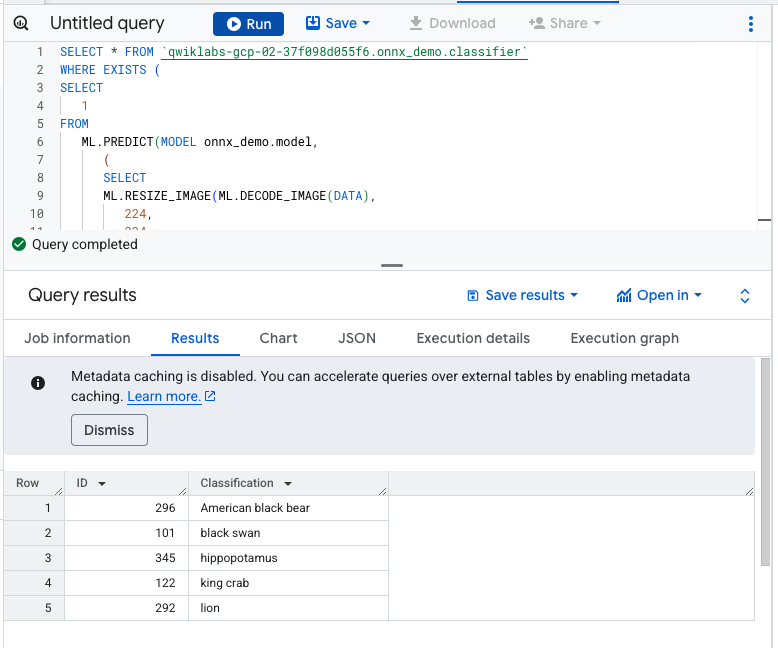 Untitled query Run Save Download Share
1 SELECT * FROM `qwiklabs-gcp-02-37f098d055f6.onnx_demo.classifier`
2 WHERE EXISTS (
3 SELECT
4 1
5 FROM
6 ML.PREDICT(MODEL onnx_demo.model,
7 (
8 SELECT
9 ML.RESIZE_IMAGE(ML.DECODE_IMAGE(DATA),
10 224,
Query completed
Query results Save results Open in
Job information Results Chart JSON Execution details Execution graph
Metadata caching is disabled. You can accelerate queries over external tables by enabling metadata
caching. Learn more.
Dismiss
Row ID Classification
1 296 American black bear
2 101 black swan
3 345 hippopotamus
4 122 king crab
5 292 lion